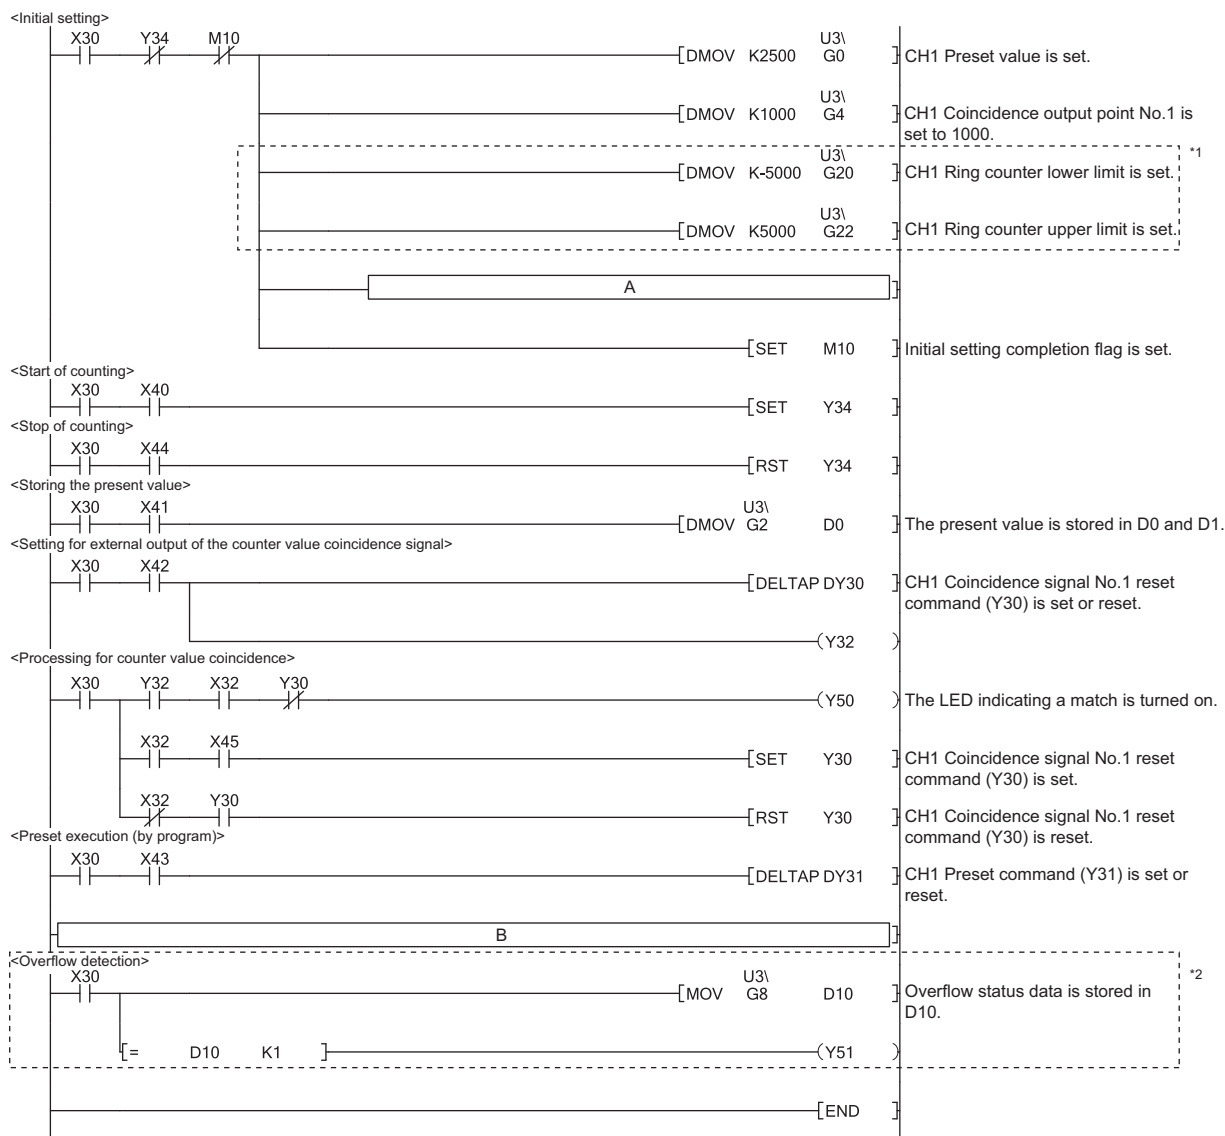 <Initial setting>
X30 Y34 M10
U3\
DMOV K2500 G0 CH1 Preset value is set.
U3\
DMOV K1000 G4 CH1 Coincidence output point No.1 is
set to 1000.
*1
U3\
DMOV K-5000 G20 CH1 Ring counter lower limit is set.
U3\
DMOV K5000 G22 CH1 Ring counter upper limit is set.
A
SET M10 Initial setting completion flag is set.
<Start of counting>
X30 X40
SET Y34
<Stop of counting>
X30 X44
RST Y34
<Storing the present value>
X30 X41
U3\
DMOV G2 D0 The present value is stored in D0 and D1.
<Setting for external output of the counter value coincidence signal>
X30 X42
DELTAP DY30 CH1 Coincidence signal No.1 reset
command (Y30) is set or reset.
Y32
<Processing for counter value coincidence>
X30 Y32 X32 Y30
Y50 The LED indicating a match is turned on.
X32 X45
SET Y30 CH1 Coincidence signal No.1 reset
command (Y30) is set.
X32 Y30
RST Y30 CH1 Coincidence signal No.1 reset
command (Y30) is reset.
<Preset execution (by program)>
X30 X43
DELTAP DY31 CH1 Preset command (Y31) is set or
reset.
B
<Overflow detection>
*2
X30
U3\
MOV G8 D10 Overflow status data is stored in
D10.
= D10 K1 Y51
END